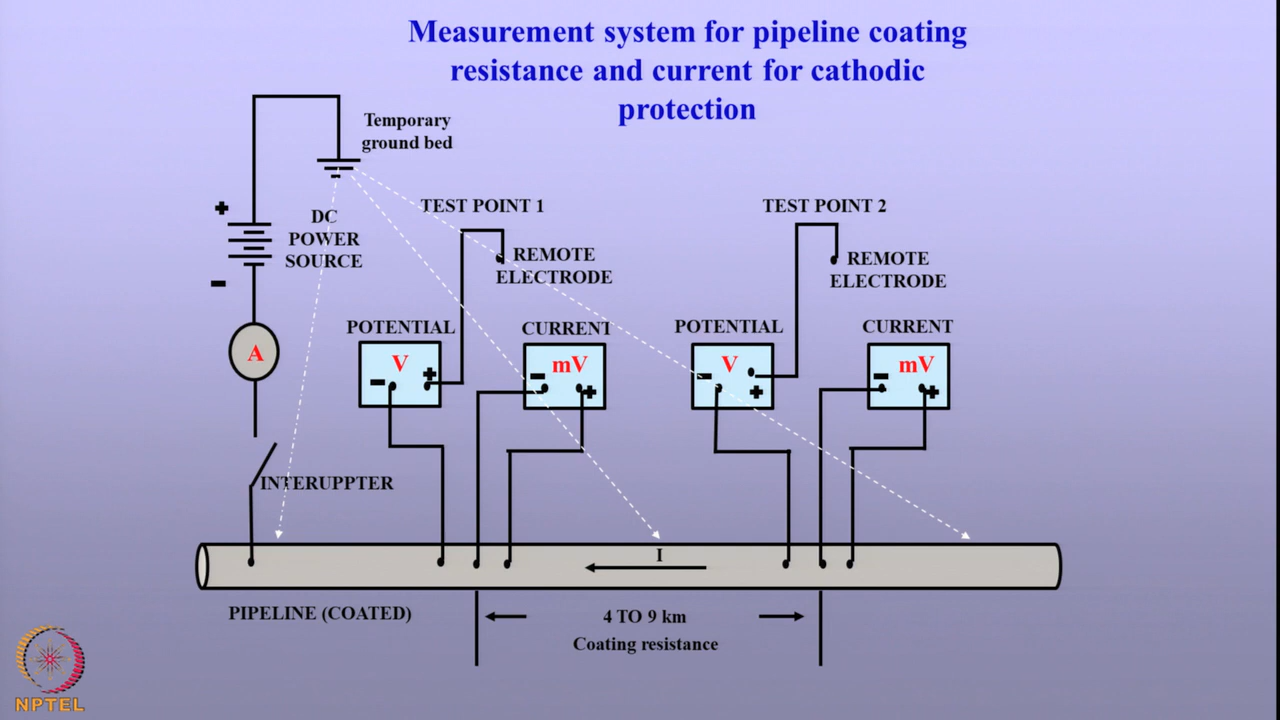 Measurement system for pipeline coating
resistance and current for cathodic
protection
Temporary
ground bed
+
DC
POWER
SOURCE
-
A
INTERUPPTER
TEST POINT 1
REMOTE
ELECTRODE
POTENTIAL
V
- +
CURRENT
mV
- +
TEST POINT 2
REMOTE
ELECTRODE
POTENTIAL
V
- +
CURRENT
mV
- +
I
PIPELINE (COATED)
4 TO 9 km
Coating resistance
NPTEL